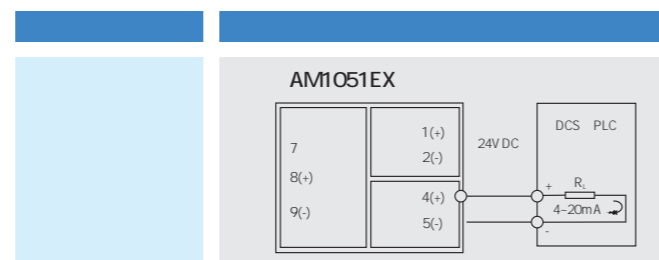 AM1051EX
7
8(+)
9(-)
1(+)
2(-)
4(+)
5(-)
24V DC
DCS PLC
+ RL
4~20mA
-